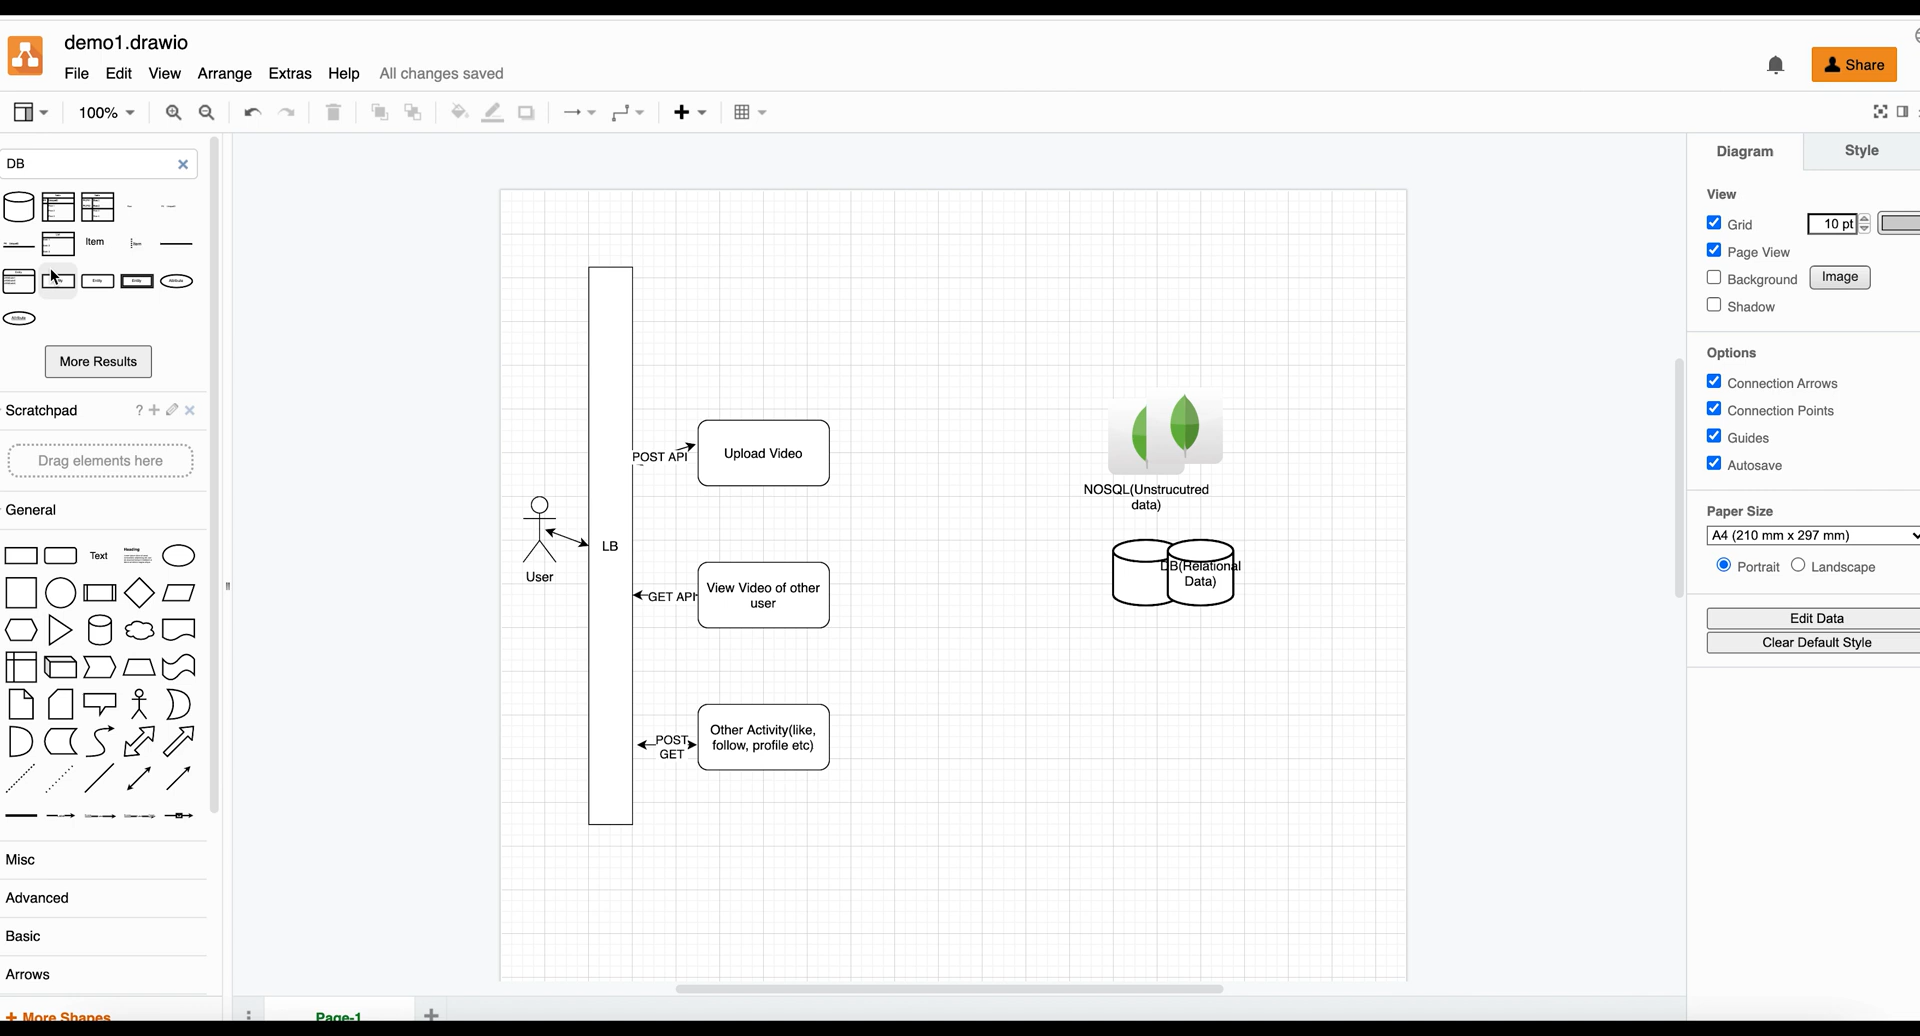 demo1.drawio
File Edit View Arrange Extras Help All changes saved
Share
100%
DB
Item
More Results
Scratchpad
?
Drag elements here
General
Text
Heading
Misc
Advanced
Basic
Arrows
+ More Shapes
POST API
Upload Video
User
LB
GET API
View Video of other
user
POST
GET
Other Activity(like,
follow, profile etc)
NOSQL(Unstrucutred
data)
DB(Relational
Data)
Page-1
Diagram
Style
View
Grid
10 pt
Page View
Background
Image
Shadow
Options
Connection Arrows
Connection Points
Guides
Autosave
Paper Size
A4 (210 mm x 297 mm)
Portrait
Landscape
Edit Data
Clear Default Style